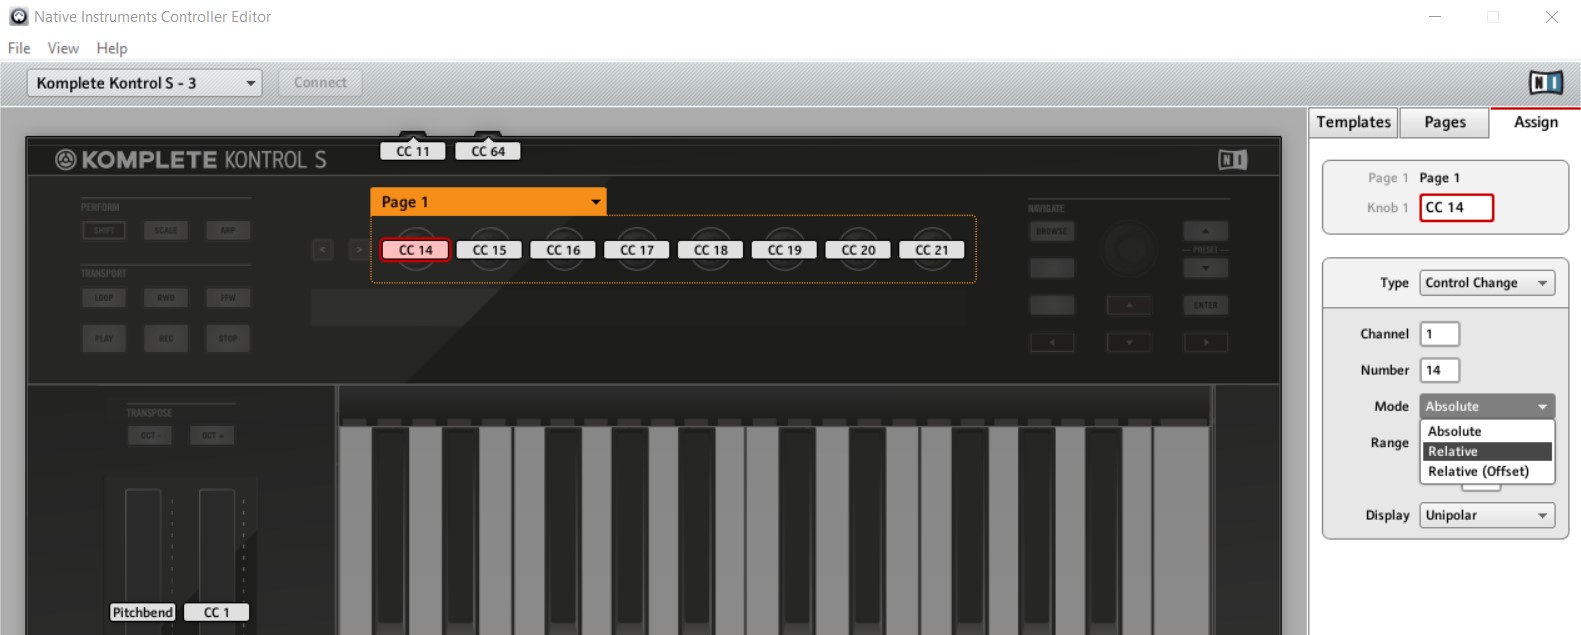 Native Instruments Controller Editor
File View Help
Komplete Kontrol S - 3 Connect
NI
Templates Pages Assign
CC 11 CC 64
KOMPLETE KONTROL S
NI
Page 1 Page 1
Knob 1 CC 14
Page 1
PERFORM
NAVIGATE
SHIFT SCALE ARP
BROWSE
PRESET
< >
CC 14 CC 15 CC 16 CC 17 CC 18 CC 19 CC 20 CC 21
TRANSPORT
LOOP RWD FFW
ENTER
PLAY REC STOP
Type Control Change
Channel 1
Number 14
Mode Absolute
Absolute
Range
Relative
Relative (Offset)
Display Unipolar
TRANSPOSE
OCT - OCT +
Pitchbend CC 1